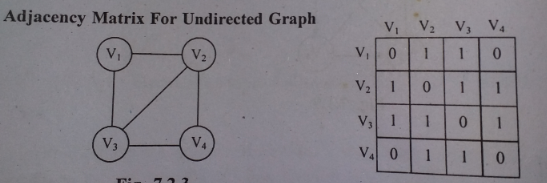 Adjacency Matrix For Undirected Graph
V1 V2 V3 V4
V1 V2
V3 V4
V1 0 1 1 0
V2 1 0 1 1
V3 1 1 0 1
V4 0 1 1 0